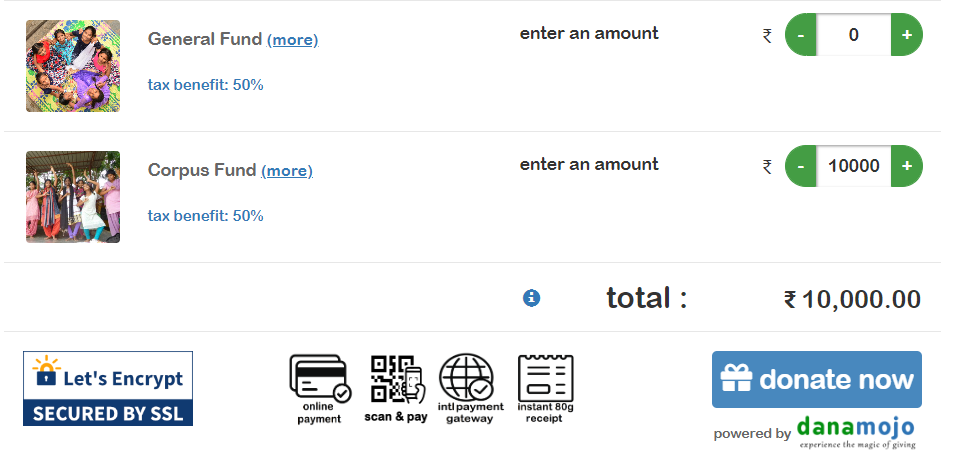 General Fund (more)
enter an amount
₹ - 0 +
tax benefit: 50%
Corpus Fund (more)
enter an amount
₹ - 10000 +
tax benefit: 50%
i
total :
₹ 10,000.00
Let's Encrypt
SECURED BY SSL
online
payment
scan & pay
intl payment
gateway
instant 80g
receipt
donate now
powered by danamojo
experience the magic of giving